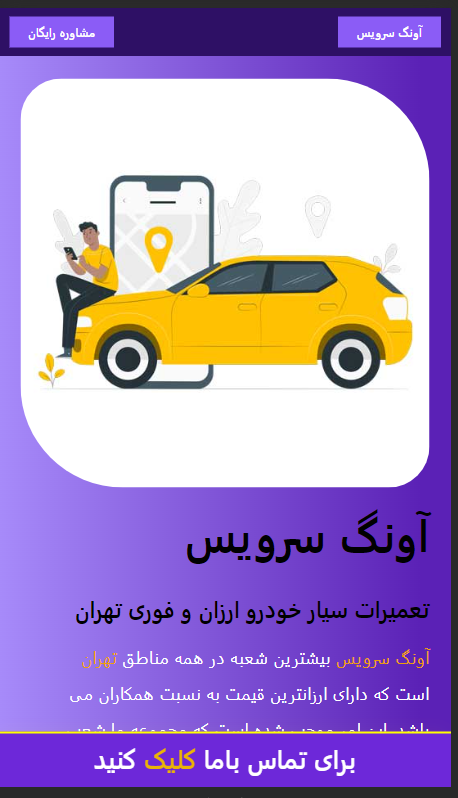 آونگ سرویس
مشاوره رایگان
آونگ سرویس
تعمیرات سیار خودرو ارزان و فوری تهران
آونگ سرویس بیشترین شعبه در همه مناطق تهران
است که دارای ارزانترین قیمت به نسبت همکاران می
برای تماس باما کلیک کنید